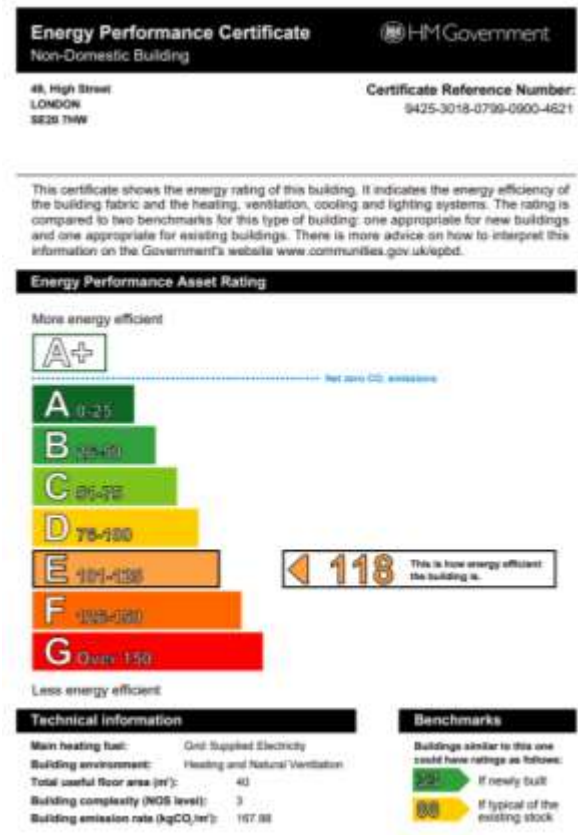 Energy Performance Certificate
Non-Domestic Building
HM Government
49, High Street
LONDON
SE20 7HW
Certificate Reference Number:
9425-3018-0799-0900-4621
This certificate shows the energy rating of this building. It indicates the energy efficiency of
the building fabric and the heating, ventilation, cooling and lighting systems. The rating is
compared to two benchmarks for this type of building: one appropriate for new buildings
and one appropriate for existing buildings. There is more advice on how to interpret this
information on the Government's website www.communities.gov.uk/epbd.
Energy Performance Asset Rating
More energy efficient
A+
Net zero CO₂ emissions
A 0-25
B 26-50
C 51-75
D 76-100
E 101-125
118 This is how energy efficient
the building is.
F 126-150
G Over 150
Less energy efficient
Technical information
Main heating fuel: Grid Supplied Electricity
Building environment: Heating and Natural Ventilation
Total useful floor area (m²): 40
Building complexity (NOS level): 3
Building emission rate (kgCO₂/m²): 167.88
Benchmarks
Buildings similar to this one
could have ratings as follows:
If newly built
If typical of the
existing stock